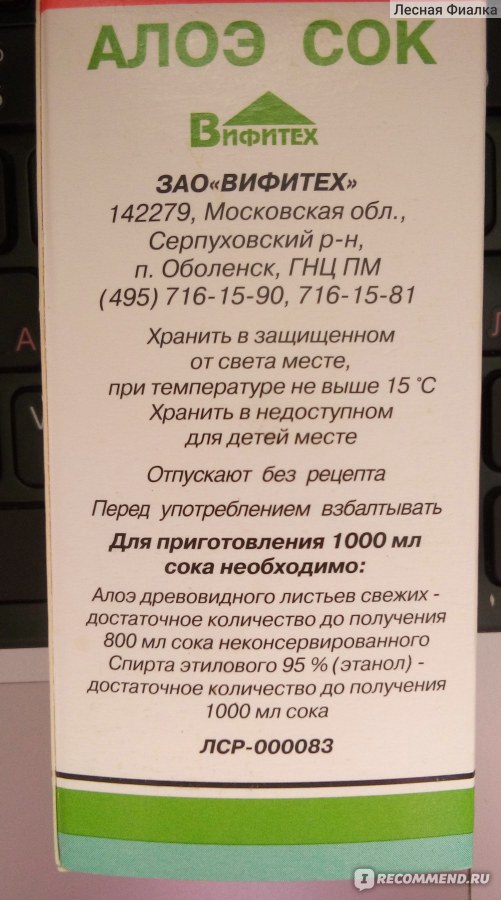 Лесная Фиалка
АЛОЭ СОК
ВИФИТЕХ
ЗАО«ВИФИТЕХ»
142279, Московская обл.,
Серпуховский р-н,
п. Оболенск, ГНЦ ПМ
(495) 716-15-90, 716-15-81
Хранить в защищенном
от света месте,
при температуре не выше 15 °С
Хранить в недоступном
для детей месте
Отпускают без рецепта
Перед употреблением взбалтывать
Для приготовления 1000 мл
сока необходимо:
Алоэ древовидного листьев свежих -
достаточное количество до получения
800 мл сока неконсервированного
Спирта этилового 95 % (этанол) -
достаточное количество до получения
1000 мл сока
ЛСР-000083
IRECOMMEND.RU